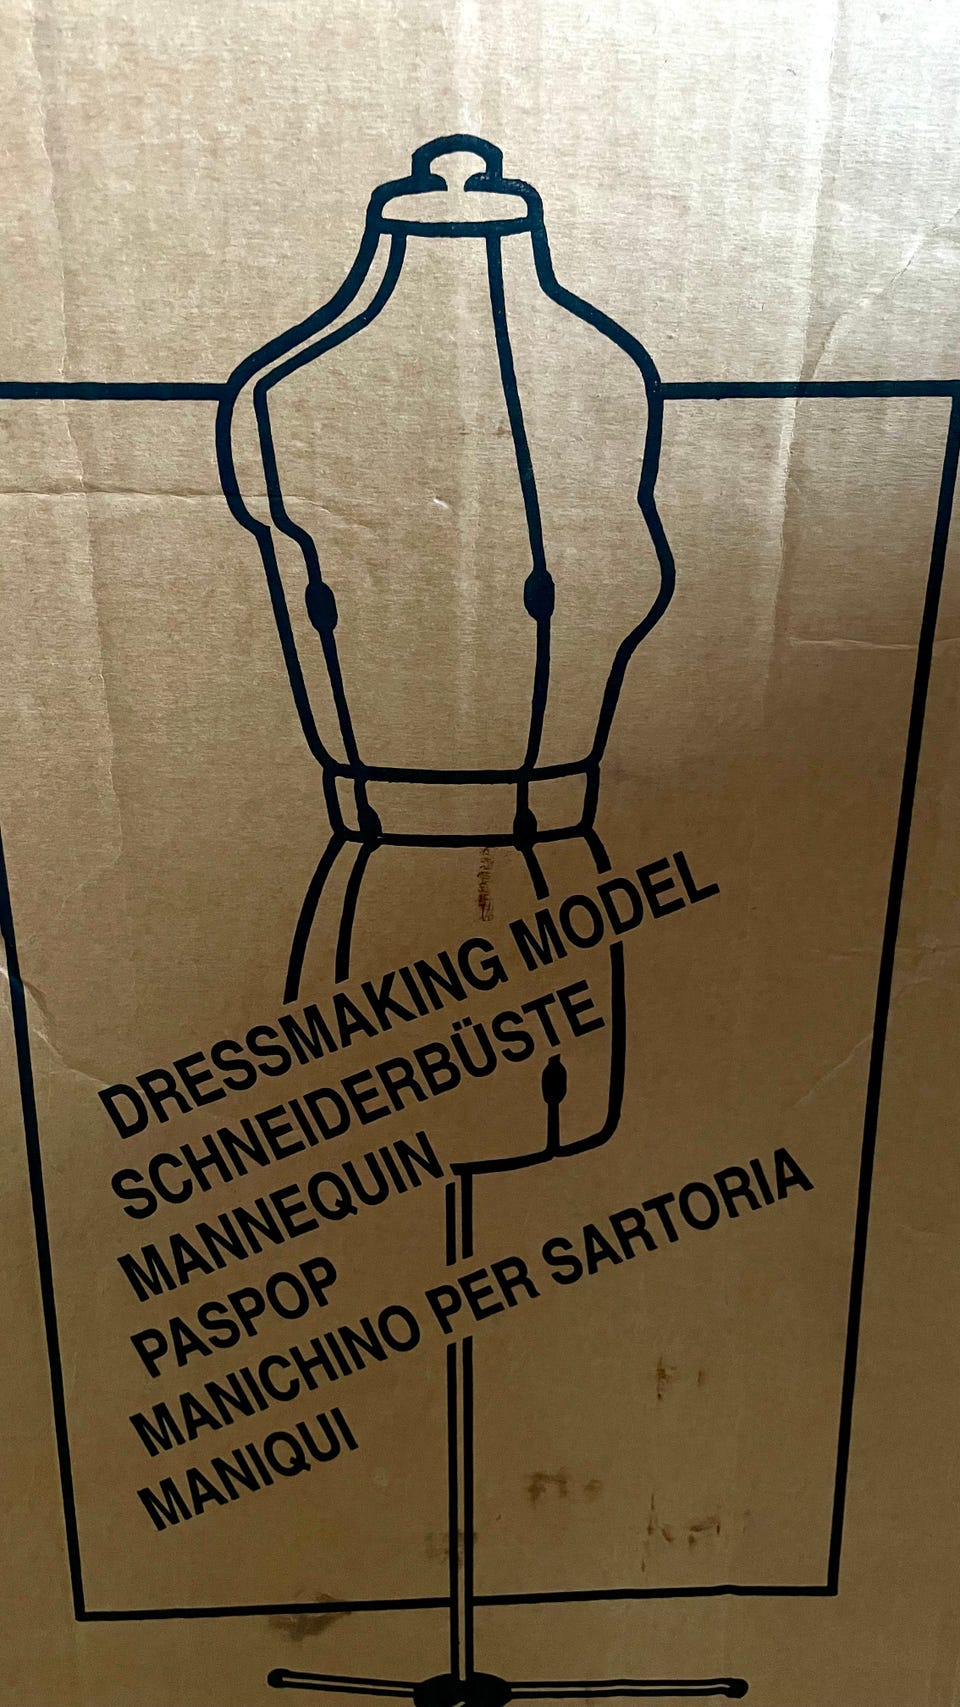 DRESSMAKING MODEL
SCHNEIDERBÜSTE
MANNEQUIN
PASPOP
MANICHINO PER SARTORIA
MANIQUI